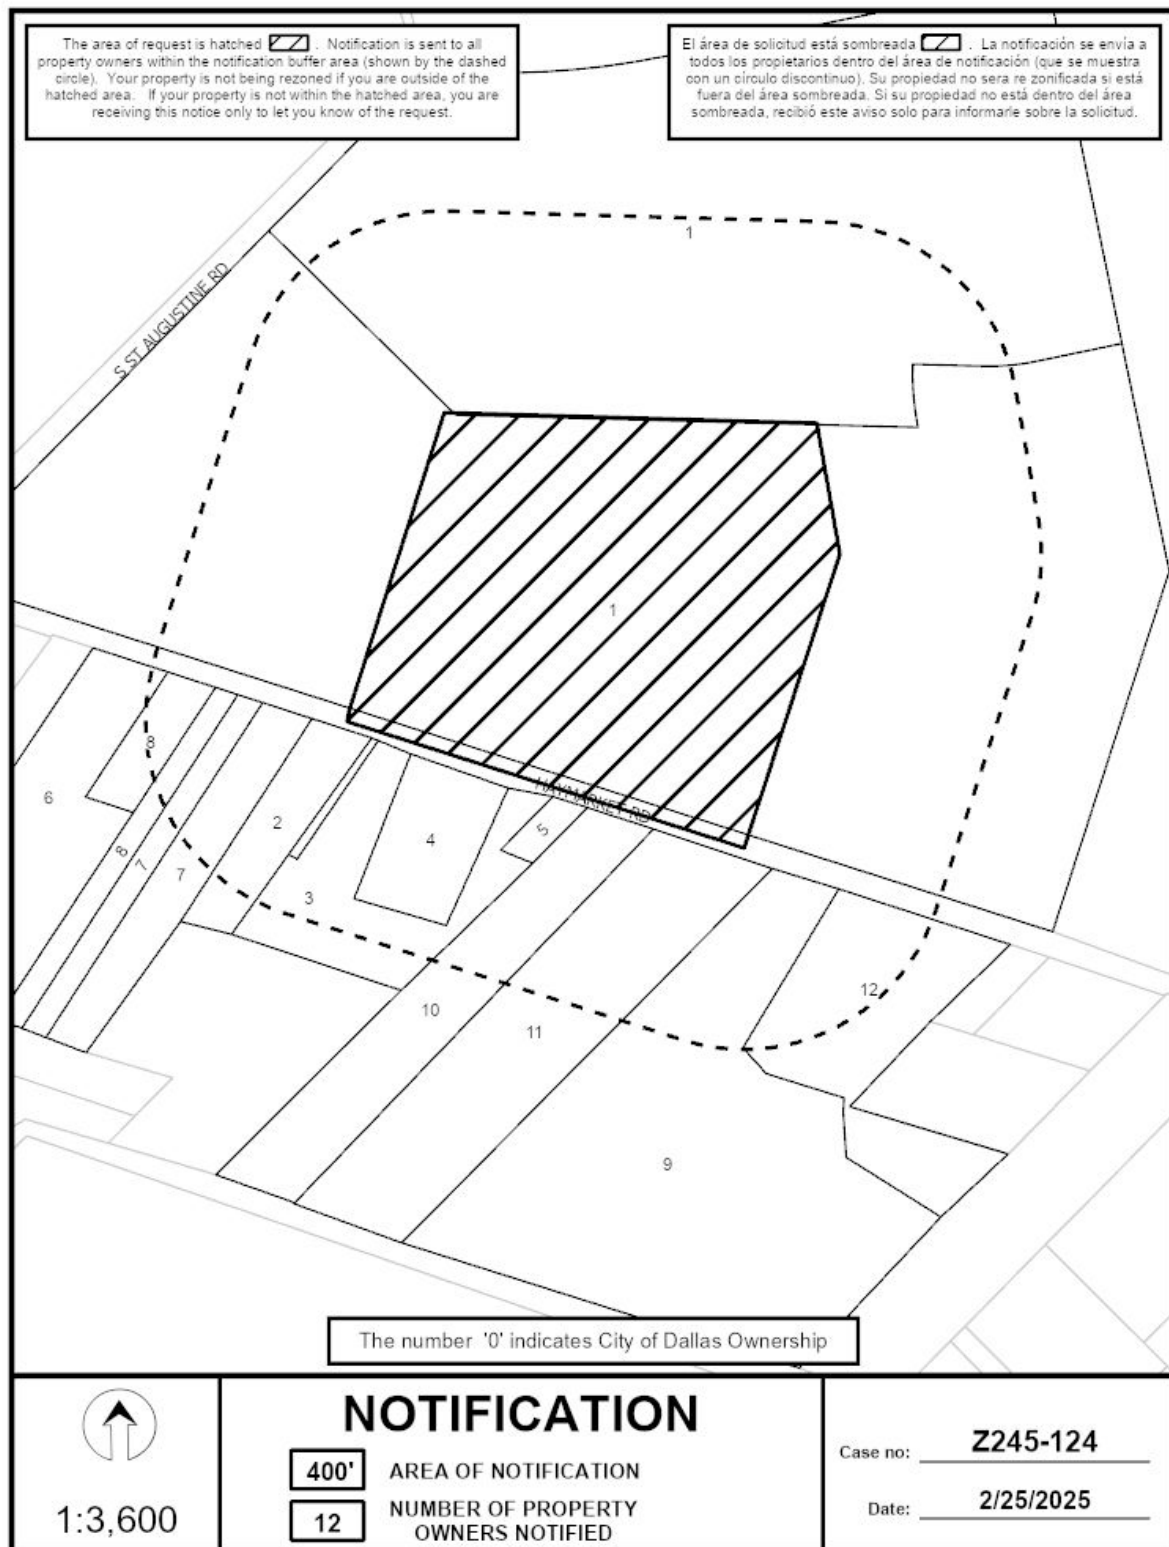 The area of request is hatched . Notification is sent to all
property owners within the notification buffer area (shown by the dashed
circle). Your property is not being rezoned if you are outside of the
hatched area. If your property is not within the hatched area, you are
receiving this notice only to let you know of the request.
El área de solicitud está sombreada . La notificación se envía a
todos los propietarios dentro del área de notificación (que se muestra
con un círculo discontinuo). Su propiedad no sera re zonificada si está
fuera del área sombreada. Si su propiedad no está dentro del área
sombreada, recibió este aviso solo para informarle sobre la solicitud.
1
S ST AUGUSTINE RD
1
HAYMARKET RD
8
6
2
4
5
8
7
7
3
12
10
11
9
The number '0' indicates City of Dallas Ownership
1:3,600
NOTIFICATION
400' AREA OF NOTIFICATION
12 NUMBER OF PROPERTY
OWNERS NOTIFIED
Case no: Z245-124
Date: 2/25/2025